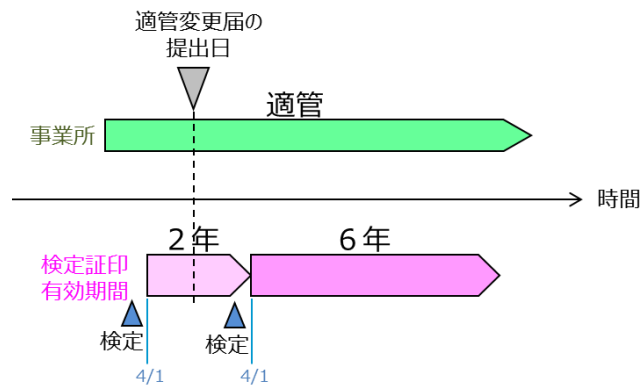 適管変更届の
提出日
適管
事業所
時間
2年
6年
検定証印
有効期間
検定
検定
4/1
4/1